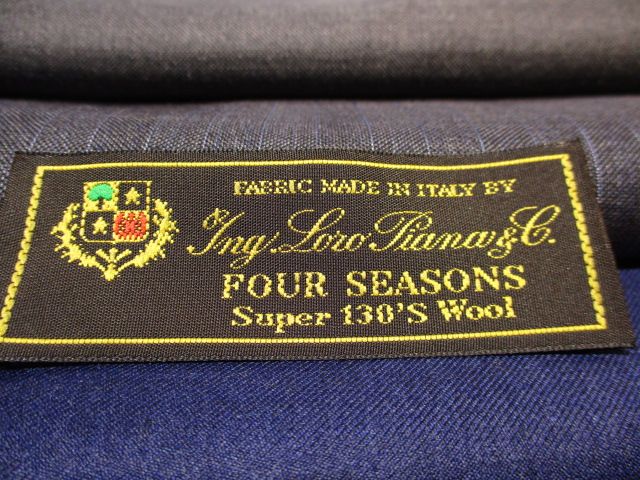 FABRIC MADE IN ITALY BY
Ing. Loro Piana & C.
FOUR SEASONS
Super 130'S Wool